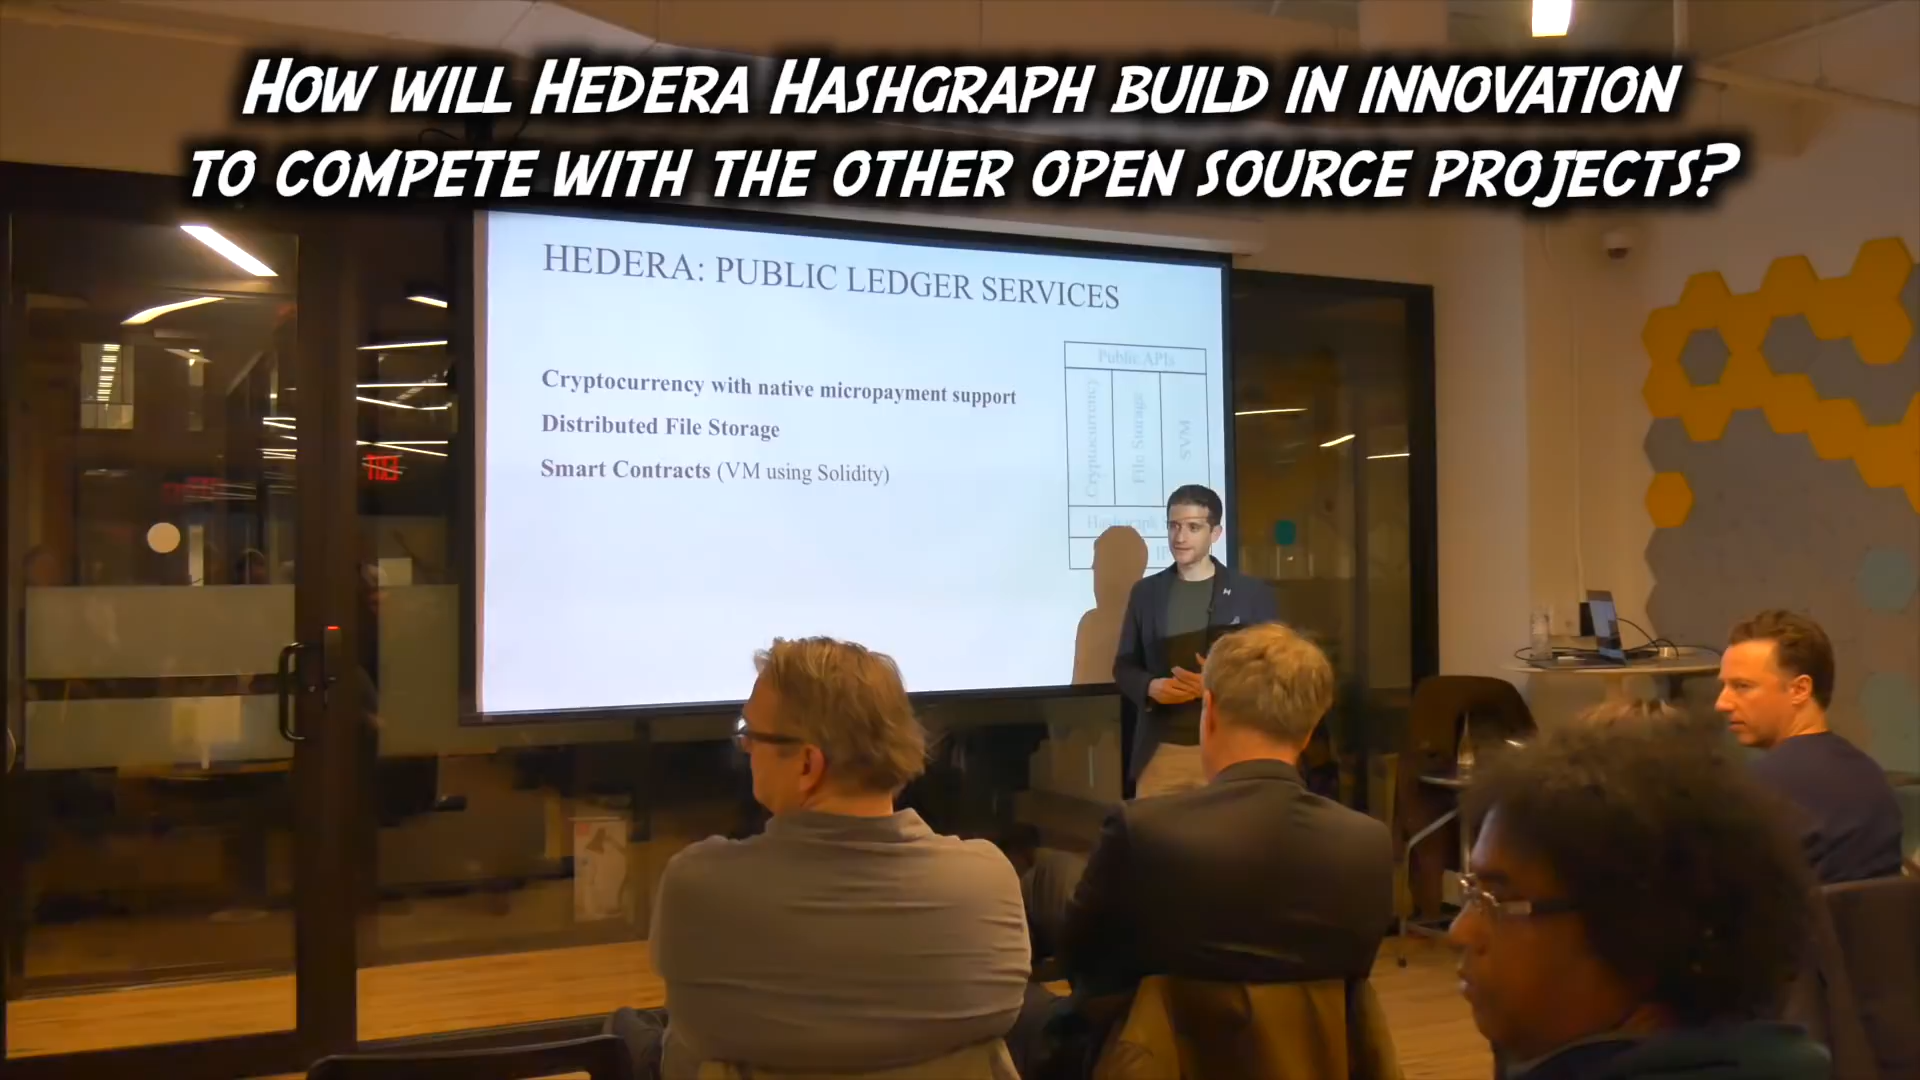 HOW WILL HEDERA HASHGRAPH BUILD IN INNOVATION
TO COMPETE WITH THE OTHER OPEN SOURCE PROJECTS?
HEDERA: PUBLIC LEDGER SERVICES
Cryptocurrency with native micropayment support
Distributed File Storage
Smart Contracts (VM using Solidity)
Public APIs
Cryptocurrency
File Storage
SVM
Hashgraph
EXIT